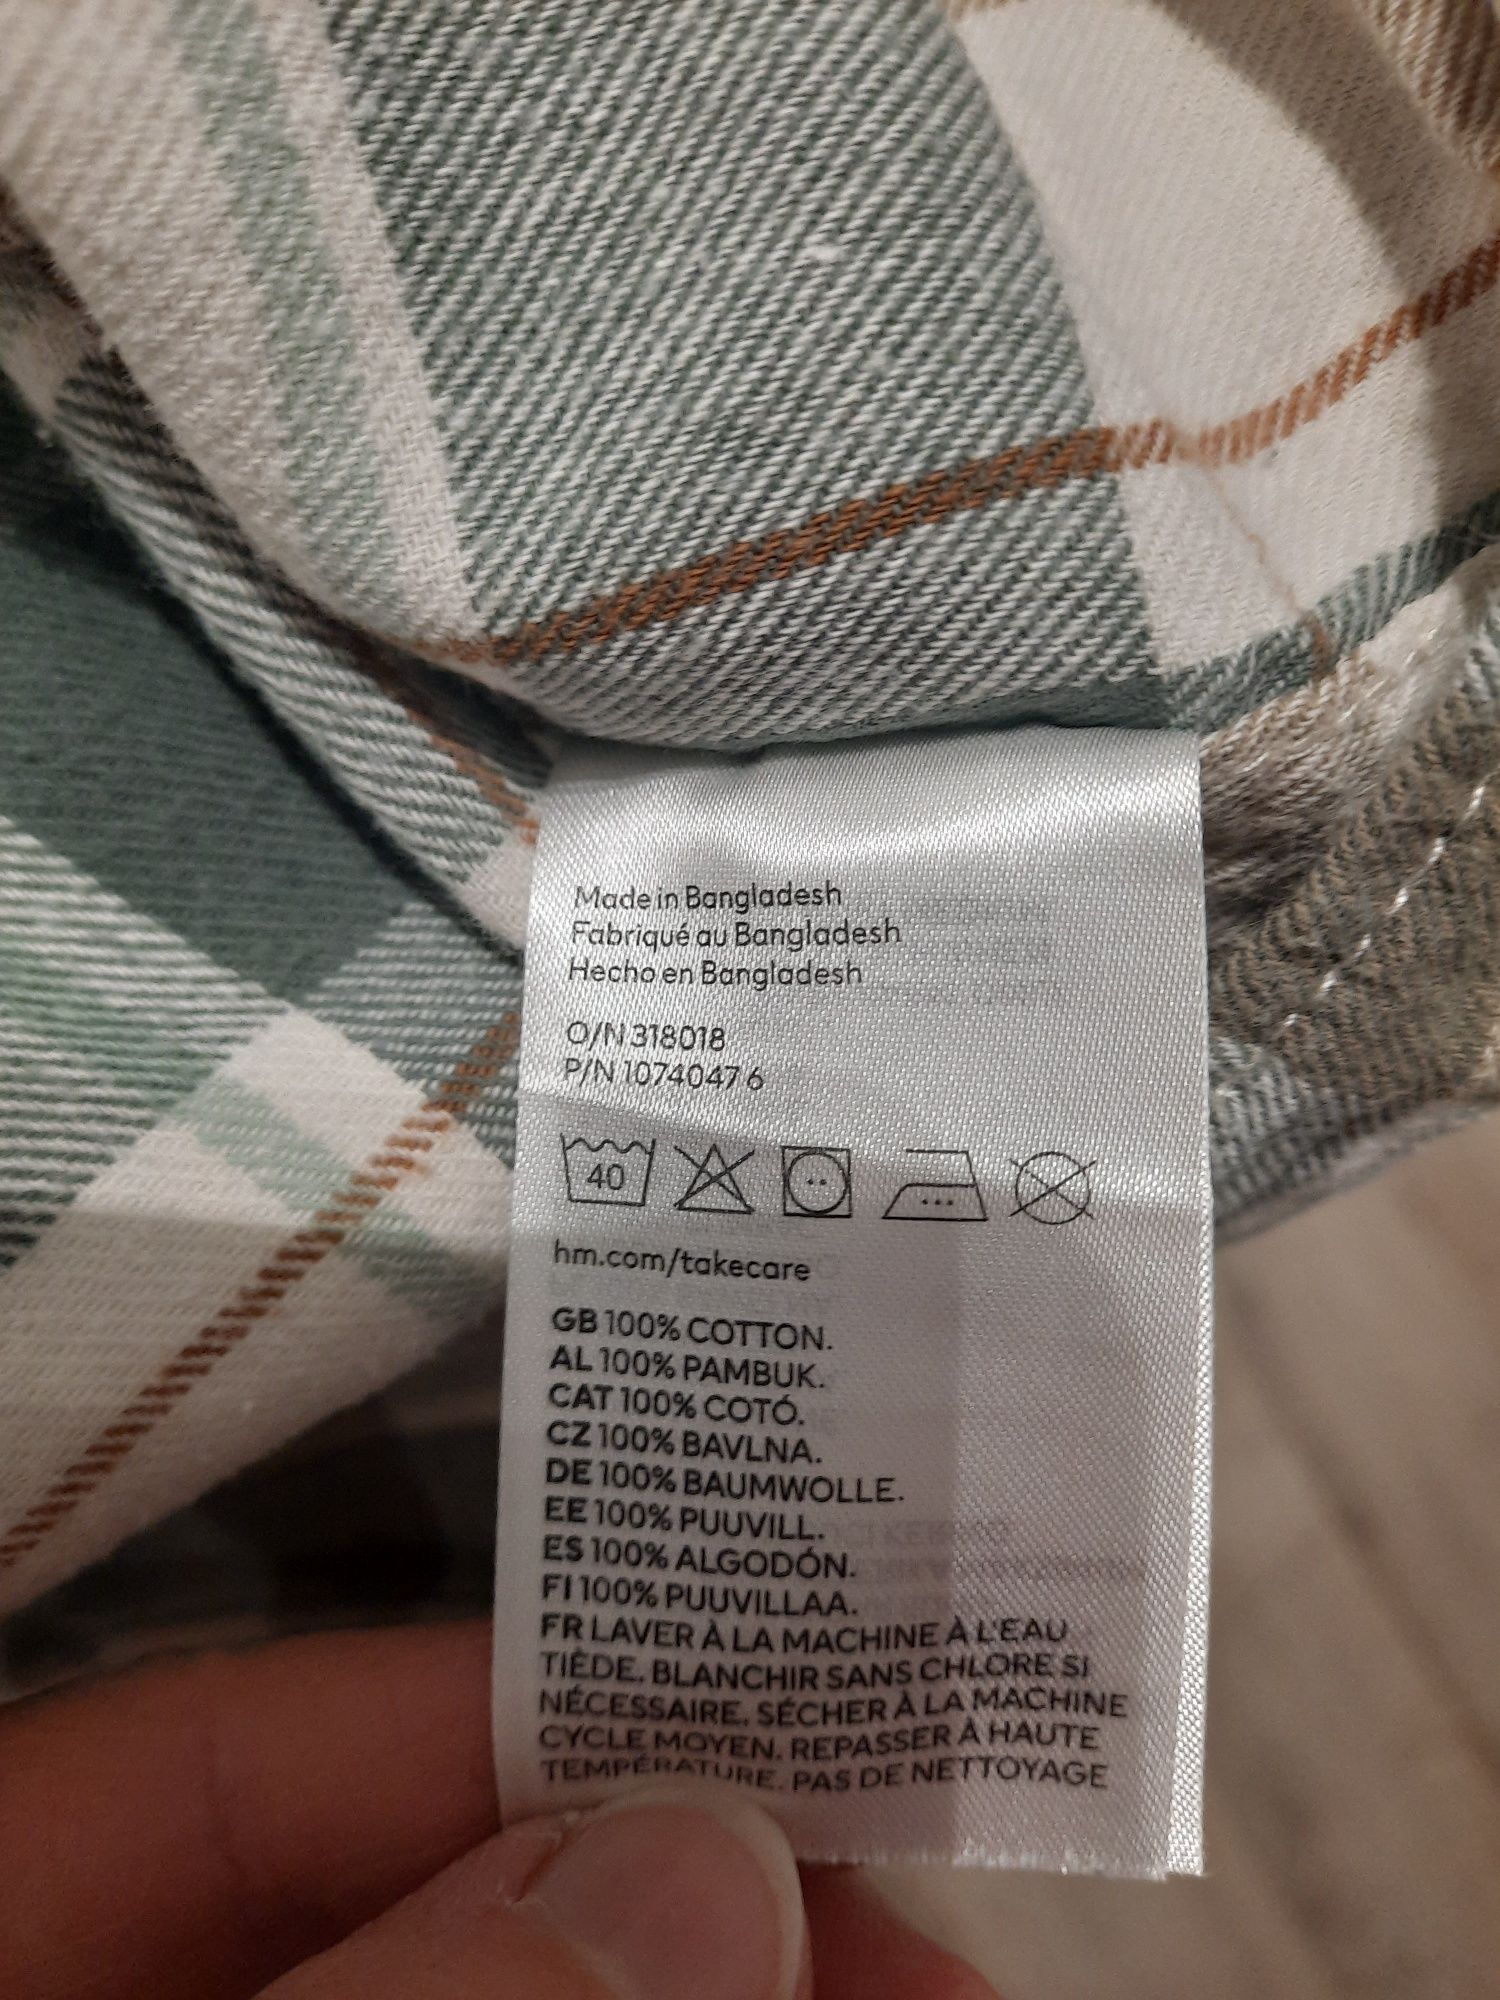 Made in Bangladesh
Fabriqué au Bangladesh
Hecho en Bangladesh
O/N 318018
P/N 1074047 6
40
hm.com/takecare
GB 100% COTTON.
AL 100% PAMBUK.
CAT 100% COTÓ.
CZ 100% BAVLNA.
DE 100% BAUMWOLLE.
EE 100% PUUVILL.
ES 100% ALGODÓN.
FI 100% PUUVILLAA.
FR LAVER À LA MACHINE À L'EAU
TIÈDE. BLANCHIR SANS CHLORE SI
NÉCESSAIRE. SÉCHER À LA MACHINE
CYCLE MOYEN. REPASSER À HAUTE
TEMPÉRATURE. PAS DE NETTOYAGE